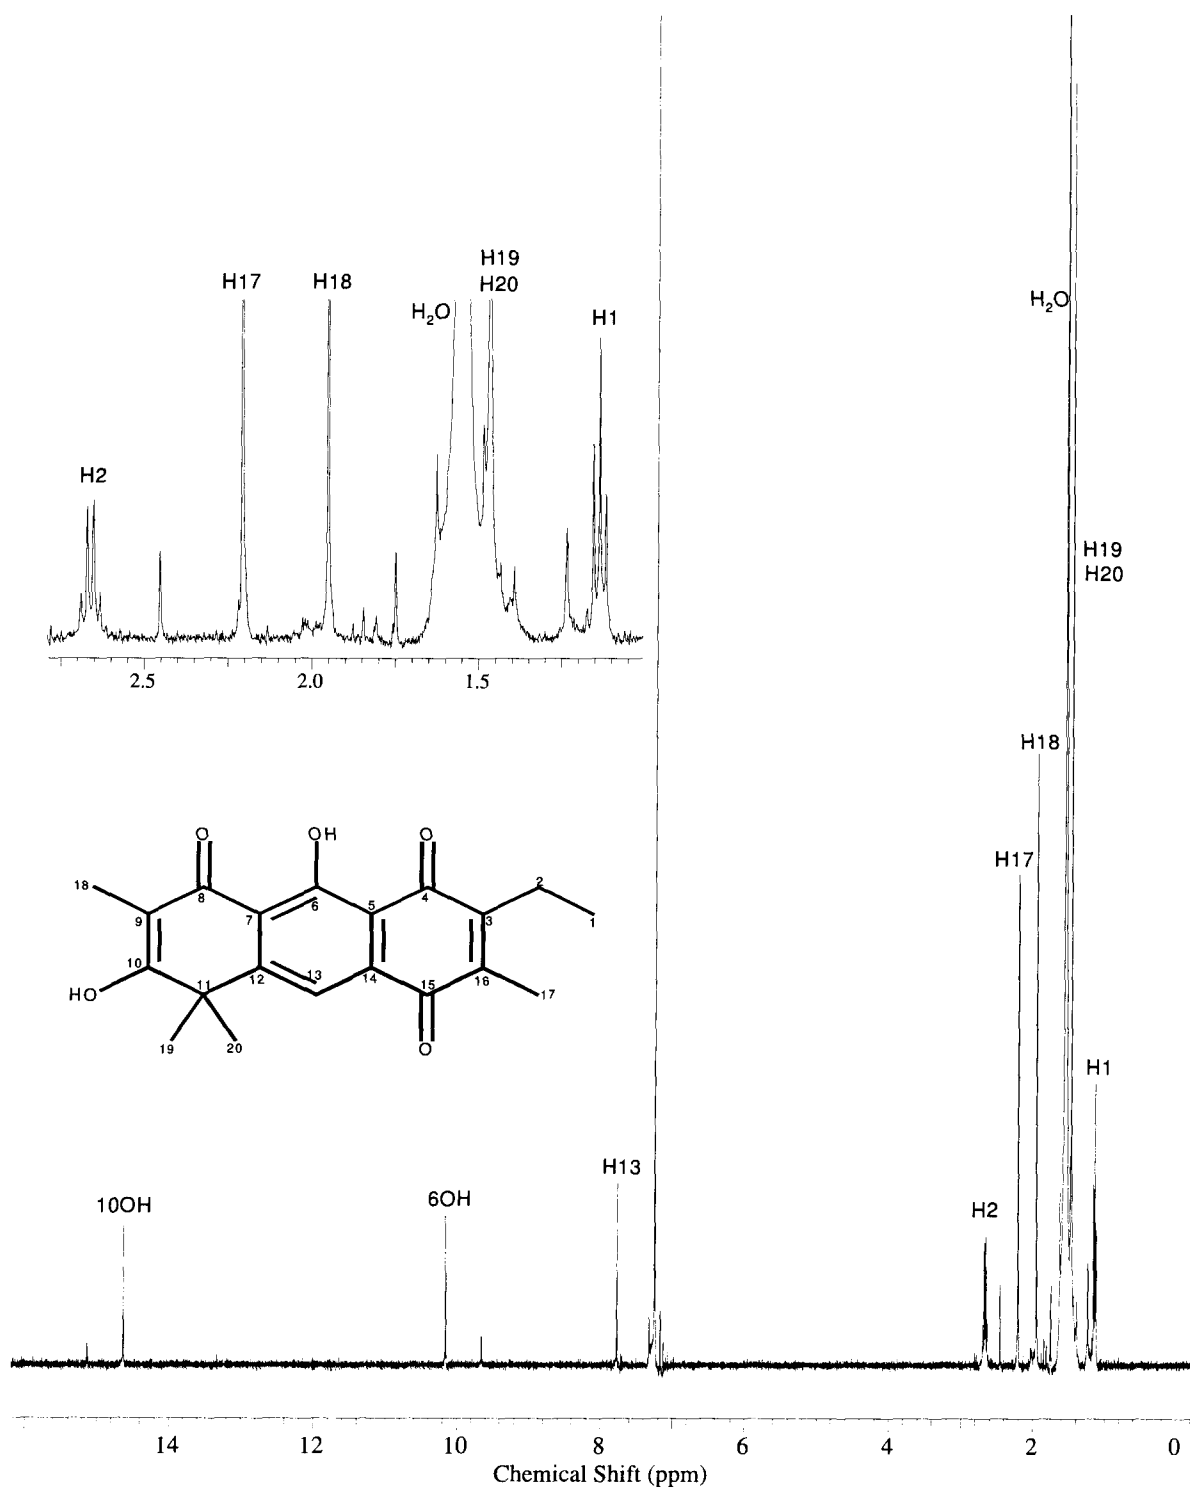 H19
H17 H18 H20
H₂O
H1
H₂O
H2
2.5 2.0 1.5
H19
H20
H18
O OH O
H17
18 8 6 4 2
9 7 5 3 1
10 12 13 14 16
HO 11 15 17
19 20 O
H1
H13
10OH 6OH H2
14 12 10 8 6 4 2 0
Chemical Shift (ppm)